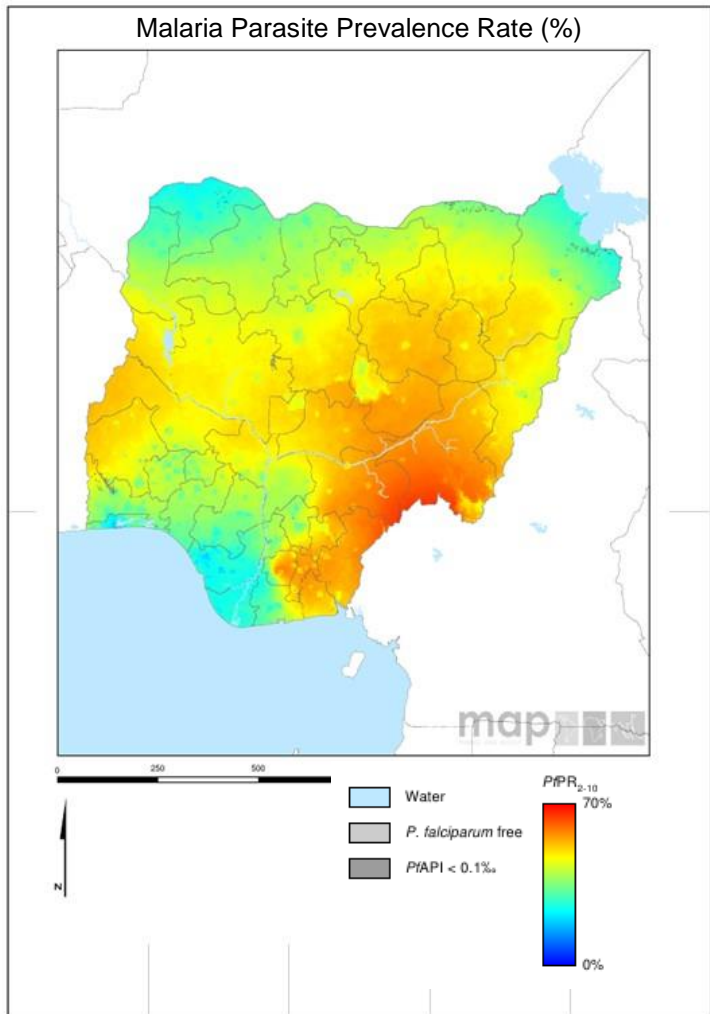 Malaria Parasite Prevalence Rate (%)
map
0 250 500
Water
P. falciparum free
PfAPI < 0.1‰
PfPR2-10
70%
0%
N